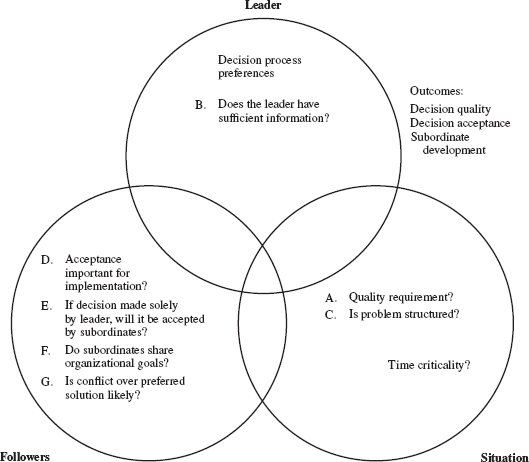 Leader
Decision process
preferences
B. Does the leader have
sufficient information?
Outcomes:
Decision quality
Decision acceptance
Subordinate
development
D. Acceptance
important for
implementation?
E. If decision made solely
by leader, will it be accepted
by subordinates?
F. Do subordinates share
organizational goals?
G. Is conflict over preferred
solution likely?
A. Quality requirement?
C. Is problem structured?
Time criticality?
Followers
Situation